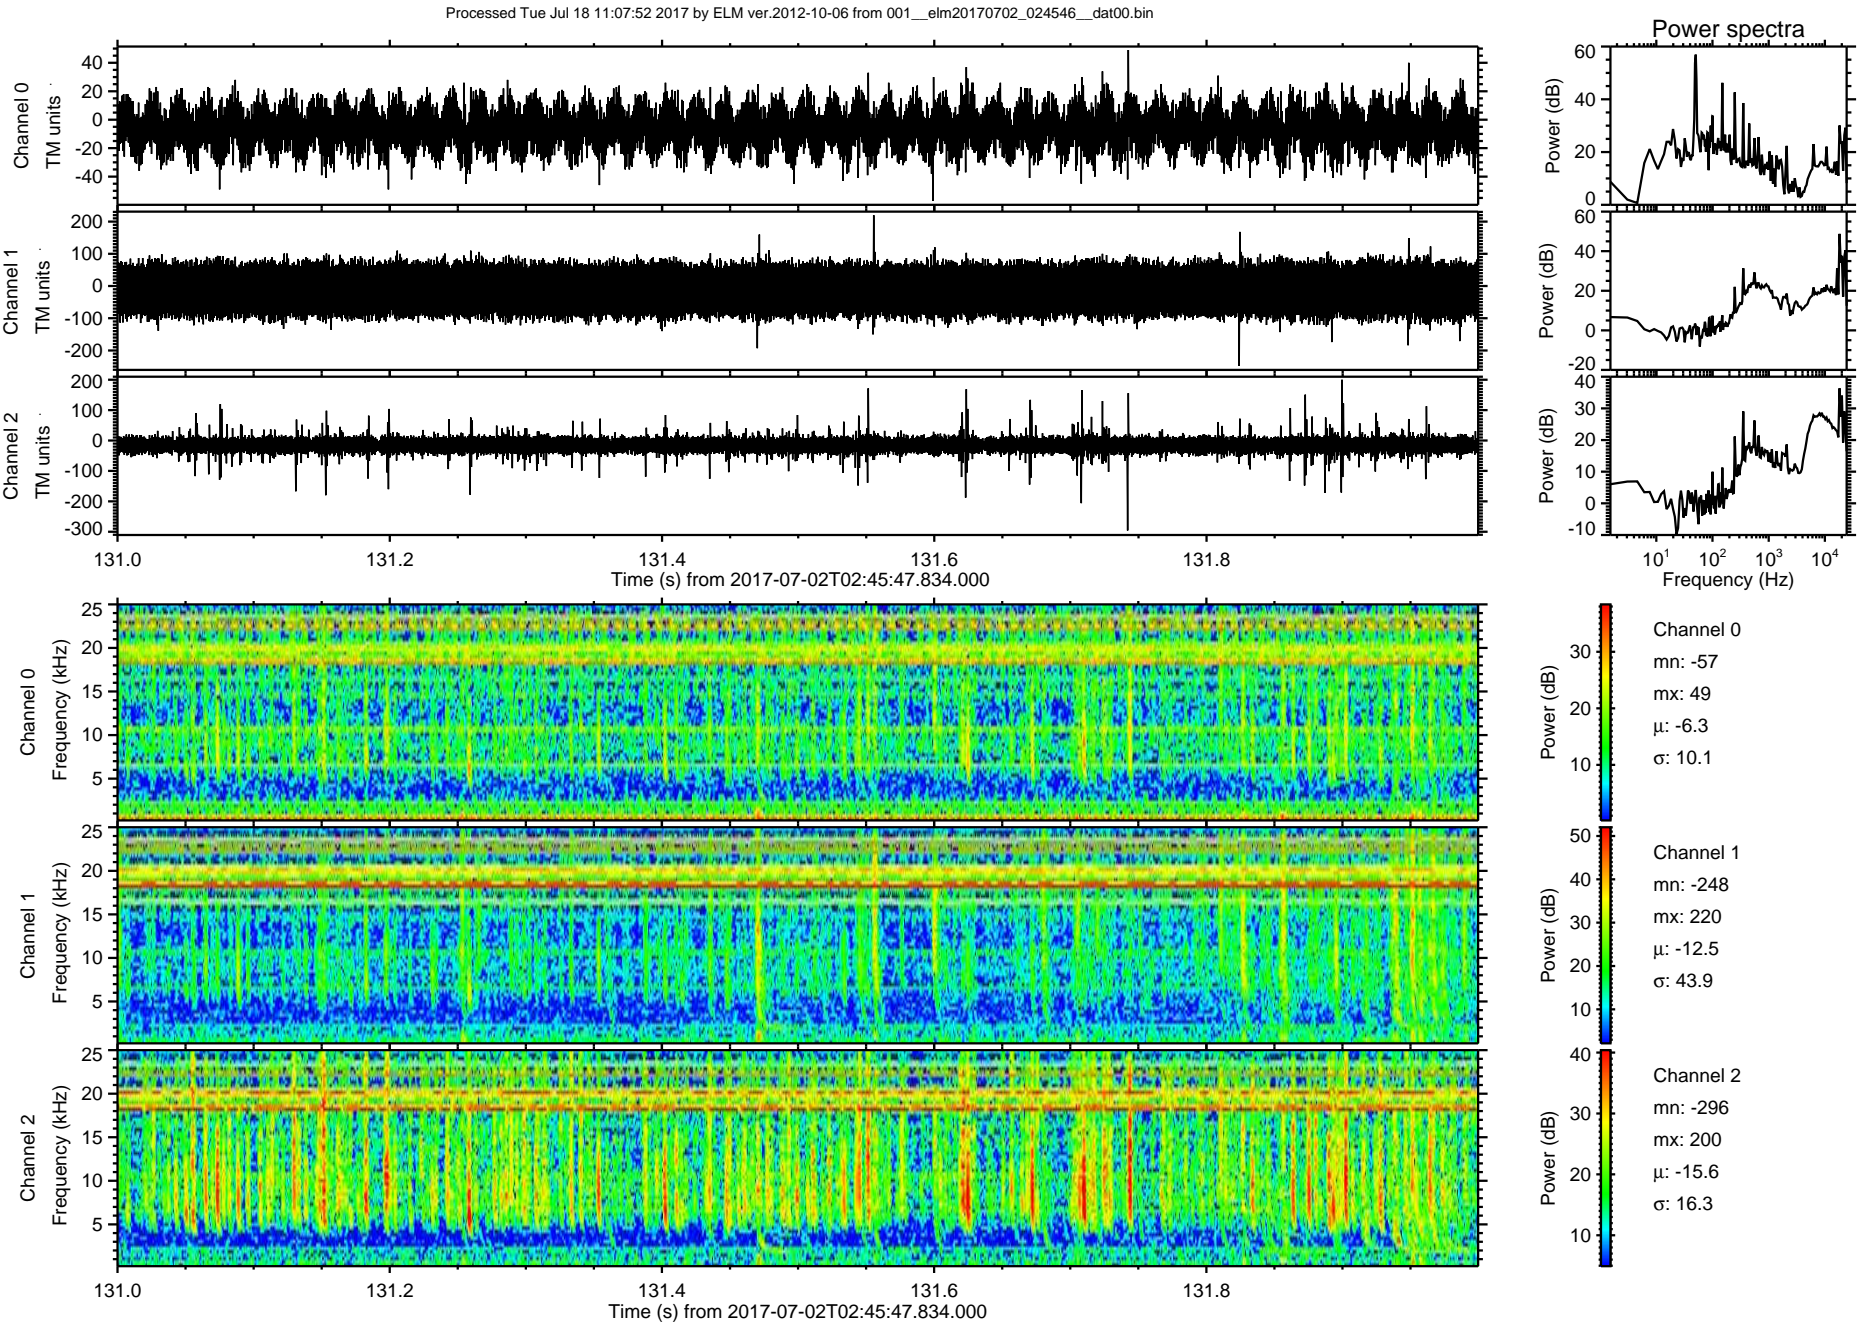 Processed Tue Jul 18 11:07:52 2017 by ELM ver.2012-10-06 from 001__elm20170702_024546__dat00.bin
Power spectra
Channel 0
TM units
40
20
0
-20
-40
Power (dB)
60
40
20
0
Channel 1
TM units
200
100
0
-100
-200
Power (dB)
60
40
20
0
-20
Channel 2
TM units
200
100
0
-100
-200
-300
Power (dB)
40
30
20
10
0
-10
131.0 131.2 131.4 131.6 131.8
Time (s) from 2017-07-02T02:45:47.834.000
10¹ 10² 10³ 10⁴
Frequency (Hz)
Channel 0
Frequency (kHz)
25
20
15
10
5
Power (dB)
30
20
10
Channel 0
mn: -57
mx: 49
μ: -6.3
σ: 10.1
Channel 1
Frequency (kHz)
25
20
15
10
5
Power (dB)
50
40
30
20
10
Channel 1
mn: -248
mx: 220
μ: -12.5
σ: 43.9
Channel 2
Frequency (kHz)
25
20
15
10
5
Power (dB)
40
30
20
10
Channel 2
mn: -296
mx: 200
μ: -15.6
σ: 16.3
131.0 131.2 131.4 131.6 131.8
Time (s) from 2017-07-02T02:45:47.834.000